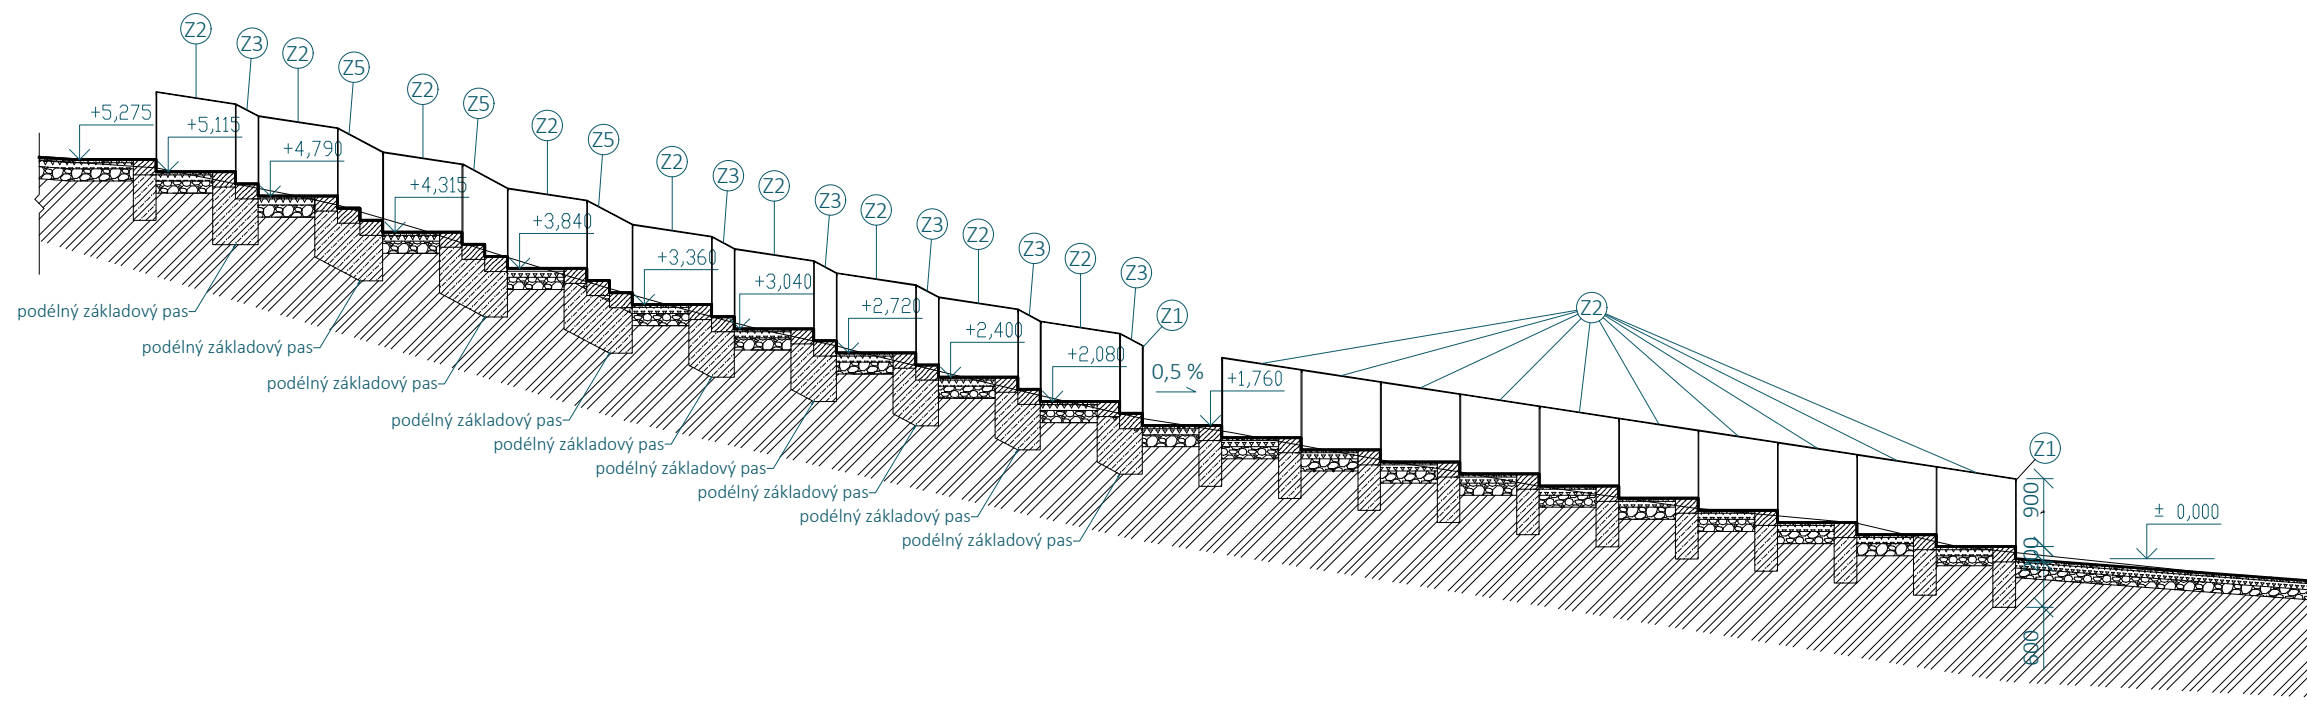 Z2
Z3
Z2
Z5
Z2
Z5
Z2
Z5
Z2
Z3
Z2
Z3
Z2
Z3
Z2
Z3
Z2
Z3
Z1
+5,275
+5,115
+4,790
+4,315
+3,840
+3,360
+3,040
+2,720
+2,400
+2,080
0,5 %
+1,760
Z2
Z1
900
600
± 0,000
podélný základový pas
podélný základový pas
podélný základový pas
podélný základový pas
podélný základový pas
podélný základový pas
podélný základový pas
podélný základový pas
podélný základový pas